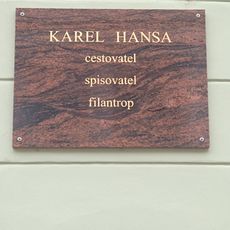 KAREL HANSA
cestovatel
spisovatel
filantrop